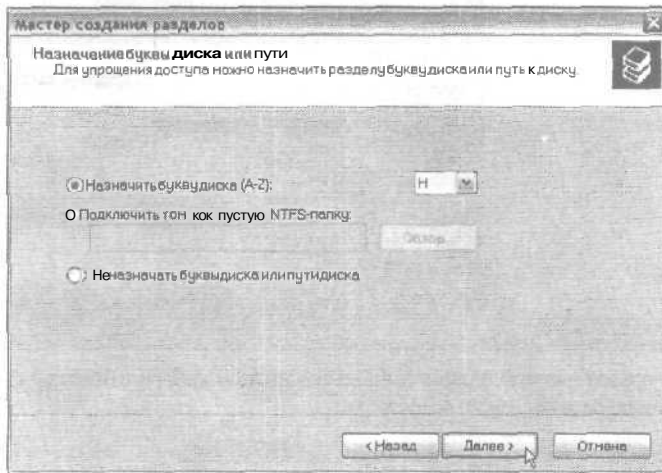 Мастер создания разделов
Назначение буквы диска или пути
Для упрощения доступа можно назначить разделу букву диска или путь к диску.
Назначить букву диска (A-Z):
H
Подключить том как пустую NTFS-папку:
Обзор...
Не назначать буквы диска или пути диска
< Назад
Далее >
Отмена